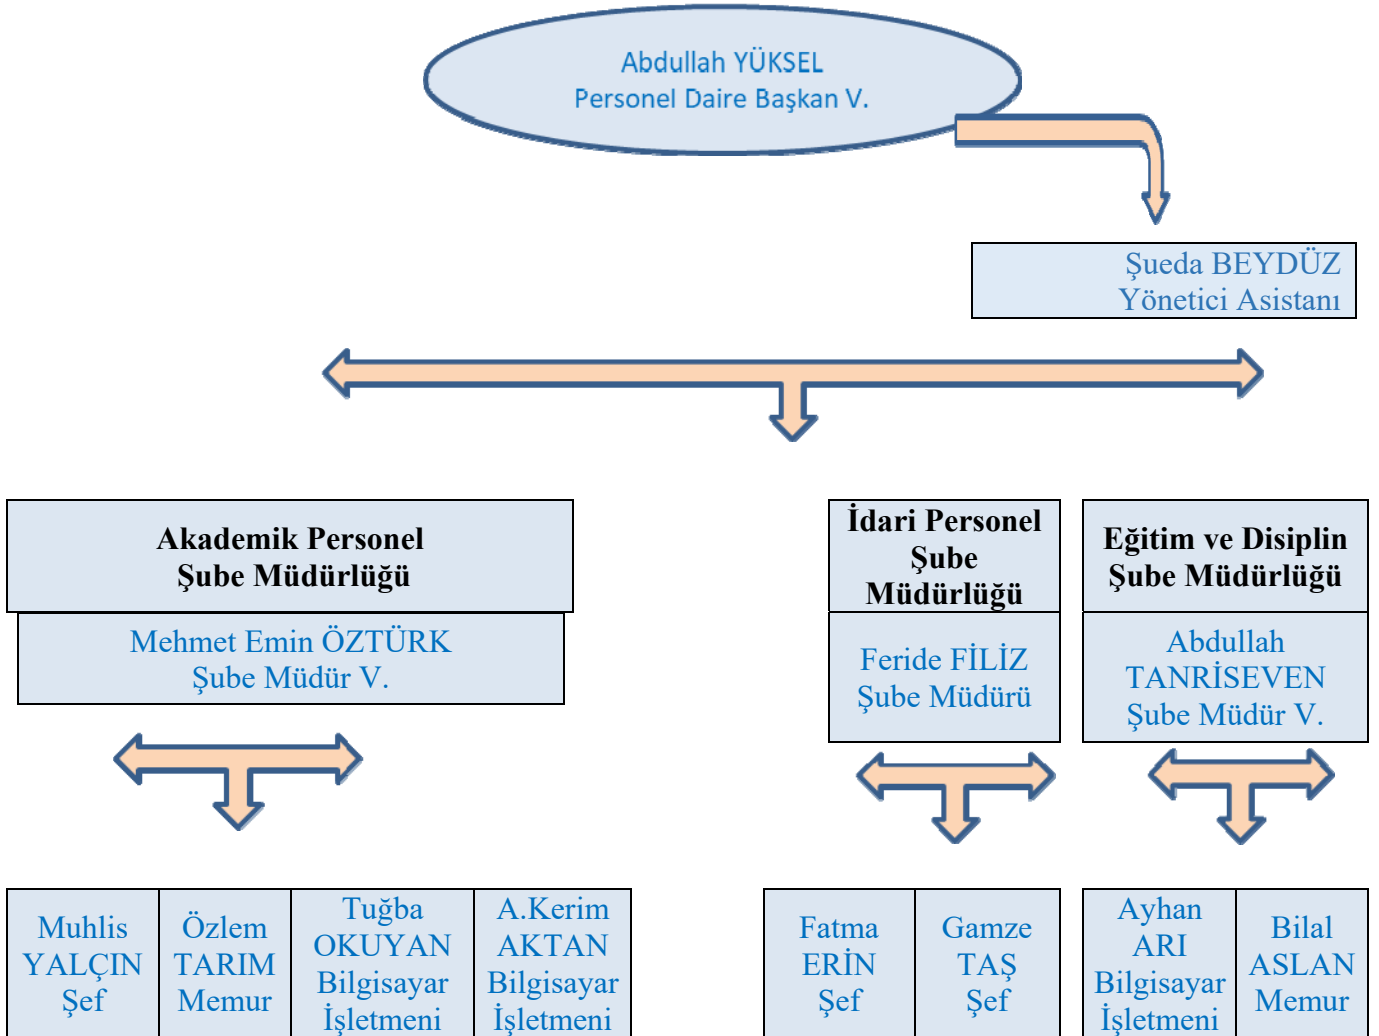 Abdullah YÜKSEL
Personel Daire Başkan V.
Şueda BEYDÜZ
Yönetici Asistanı
Akademik Personel
Şube Müdürlüğü
Mehmet Emin ÖZTÜRK
Şube Müdür V.
İdari Personel
Şube
Müdürlüğü
Feride FİLİZ
Şube Müdürü
Eğitim ve Disiplin
Şube Müdürlüğü
Abdullah
TANRİSEVEN
Şube Müdür V.
Muhlis
YALÇIN
Şef
Özlem
TARIM
Memur
Tuğba
OKUYAN
Bilgisayar
İşletmeni
A.Kerim
AKTAN
Bilgisayar
İşletmeni
Fatma
ERİN
Şef
Gamze
TAŞ
Şef
Ayhan
ARI
Bilgisayar
İşletmeni
Bilal
ASLAN
Memur